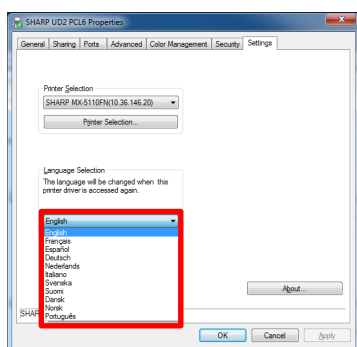 SHARP UD2 PCL6 Properties
General Sharing Ports Advanced Color Management Security Settings
Printer Selection
SHARP MX-5110FN(10.36.146.20)
Printer Selection...
Language Selection
The language will be changed when this
printer driver is accessed again.
English
English
Français
Español
Deutsch
Nederlands
Italiano
Svenska
Suomi
Dansk
Norsk
Português
About...
SHAR
OK Cancel Apply